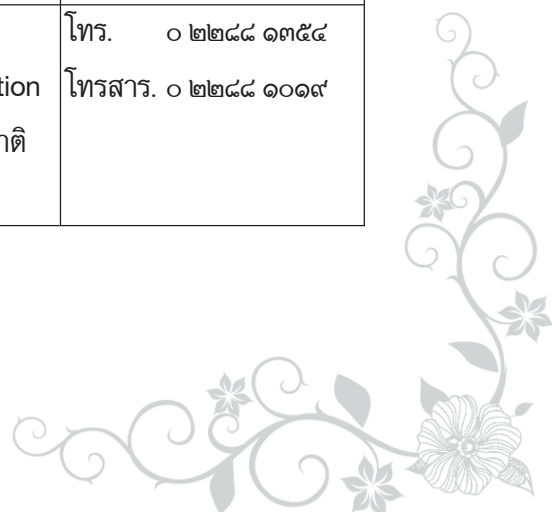 โทร. ๐ ๒๒๘๘ ๑๓๕๔
tion โทรสาร. ๐ ๒๒๘๘ ๑๐๑๙
าติ